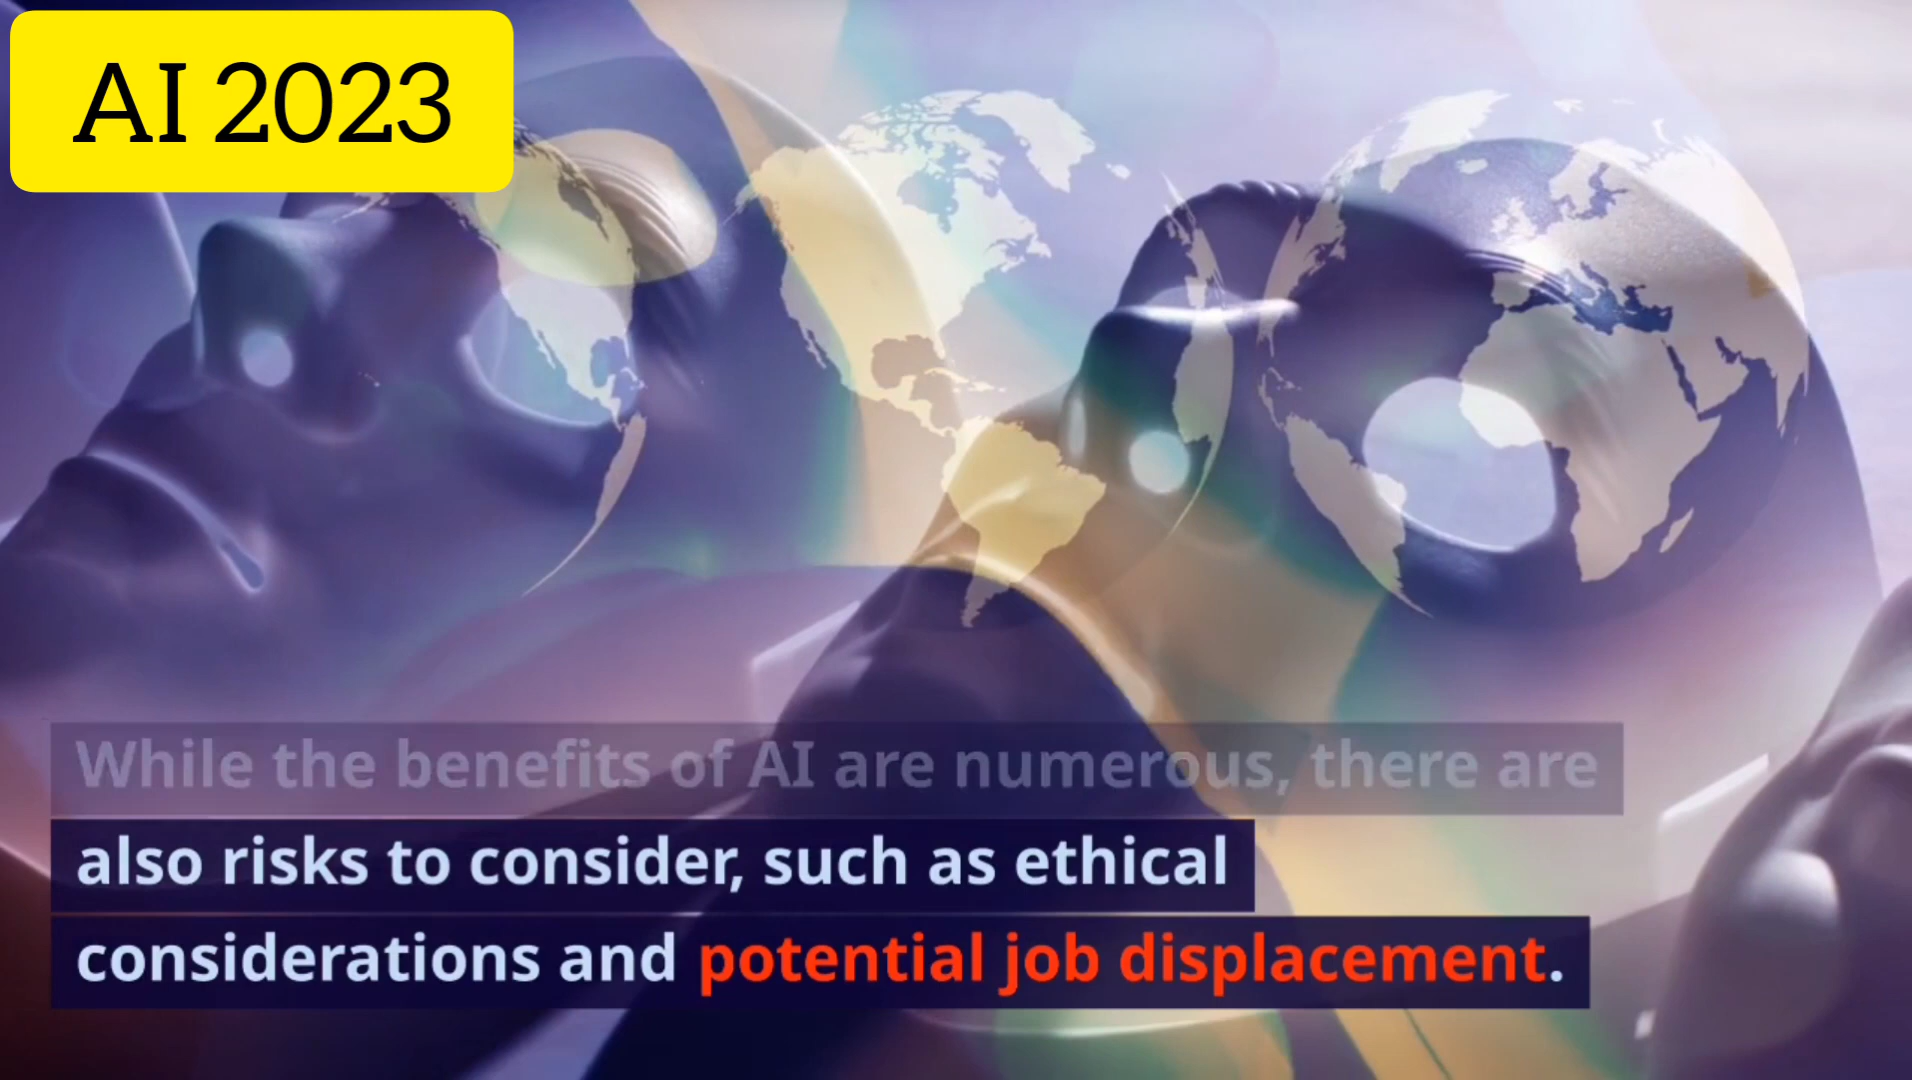 AI 2023
While the benefits of AI are numerous, there are
also risks to consider, such as ethical
considerations and potential job displacement.